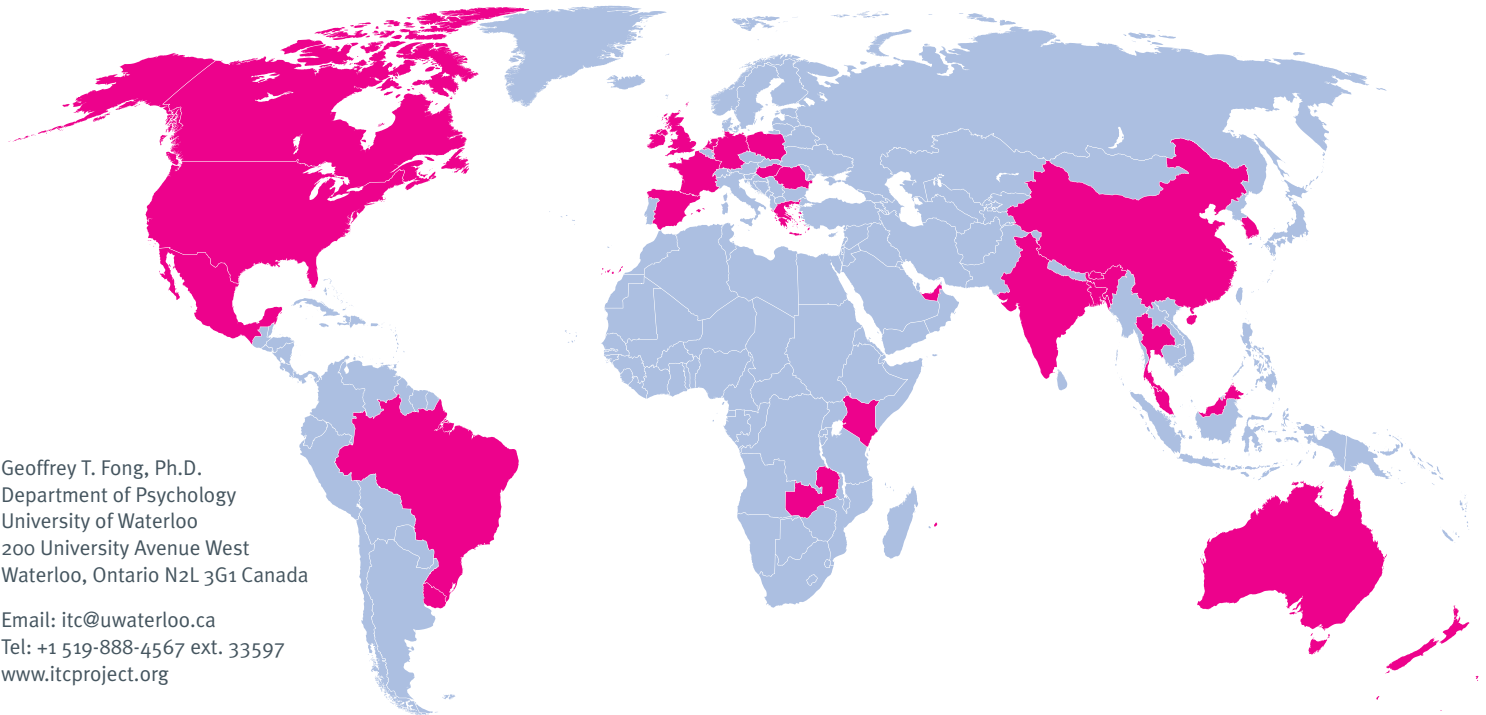 Geoffrey T. Fong, Ph.D.
Department of Psychology
University of Waterloo
200 University Avenue West
Waterloo, Ontario N2L 3G1 Canada
Email: itc@uwaterloo.ca
Tel: +1 519-888-4567 ext. 33597
www.itcproject.org